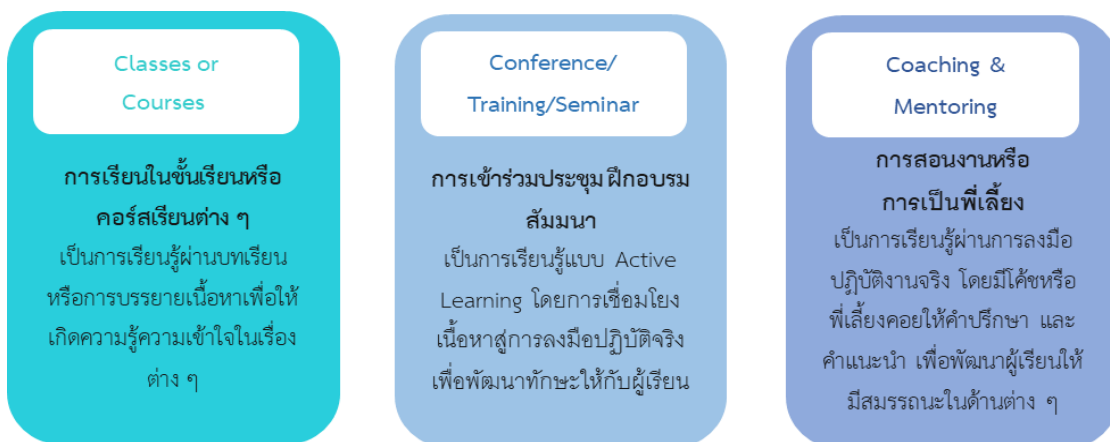 Classes or
Courses
การเรียนในชั้นเรียนหรือ
คอร์สเรียนต่าง ๆ
เป็นการเรียนรู้ผ่านบทเรียน
หรือการบรรยายเนื้อหาเพื่อให้
เกิดความรู้ความเข้าใจในเรื่อง
ต่าง ๆ
Conference/
Training/Seminar
การเข้าร่วมประชุม ฝึกอบรม
สัมมนา
เป็นการเรียนรู้แบบ Active
Learning โดยการเชื่อมโยง
เนื้อหาสู่การลงมือปฏิบัติจริง
เพื่อพัฒนาทักษะให้กับผู้เรียน
Coaching &
Mentoring
การสอนงานหรือ
การเป็นพี่เลี้ยง
เป็นการเรียนรู้ผ่านการลงมือ
ปฏิบัติงานจริง โดยมีโค้ชหรือ
พี่เลี้ยงคอยให้คำปรึกษา และ
คำแนะนำ เพื่อพัฒนาผู้เรียนให้
มีสมรรถนะในด้านต่าง ๆ